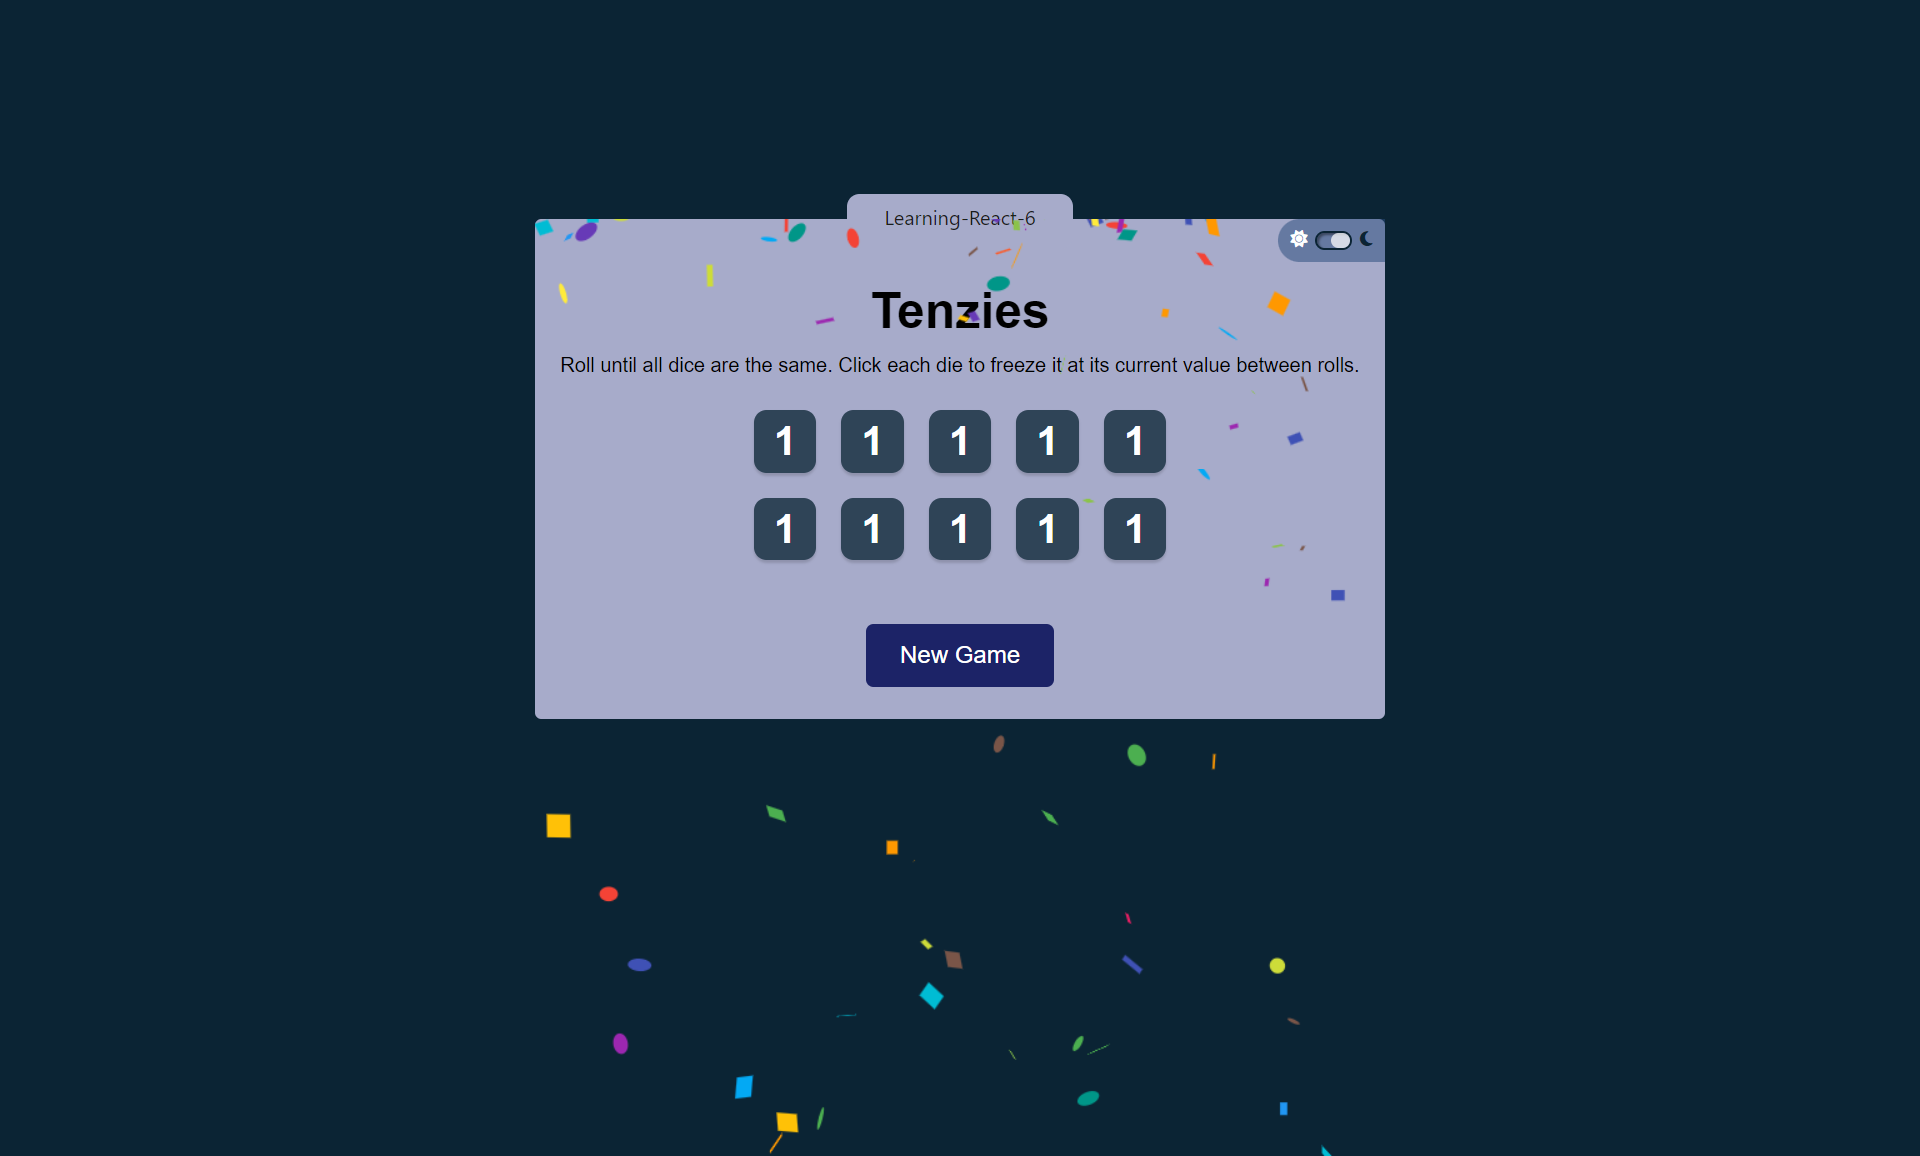 Learning-React-6
Tenzies
Roll until all dice are the same. Click each die to freeze it at its current value between rolls.
1 1 1 1 1
1 1 1 1 1
New Game